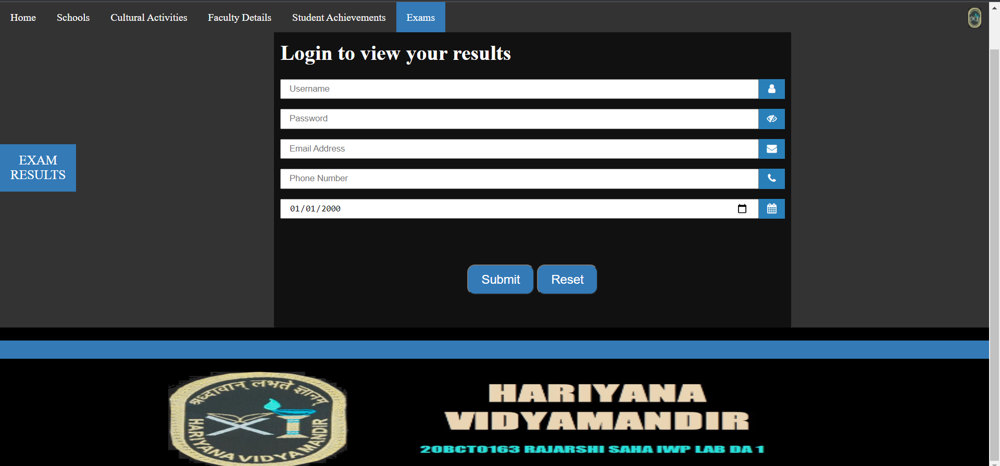 Home Schools Cultural Activities Faculty Details Student Achievements Exams
Login to view your results
Username
Password
Email Address
Phone Number
01/01/2000
EXAM
RESULTS
Submit Reset
श्रद्धावान् लभते ज्ञानम्
HARIYANA VIDYA MANDIR
HARIYANA
VIDYAMANDIR
20BCT0163 RAJARSHI SAHA IWP LAB DA 1